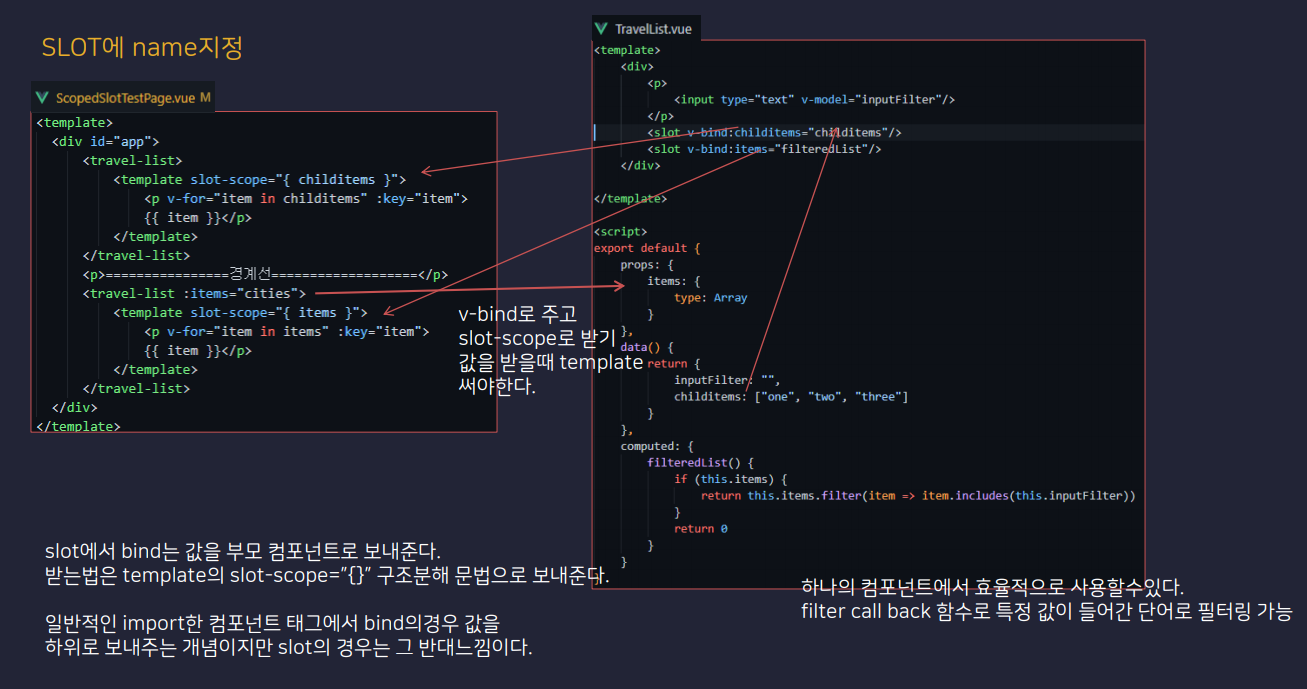 SLOT에 name지정
ScopedSlotTestPage.vue M
<template>
<div id="app">
<travel-list>
<template slot-scope="{ childitems }">
<p v-for="item in childitems" :key="item">
{{ item }}</p>
</template>
</travel-list>
<p>================경계선===================</p>
<travel-list :items="cities">
<template slot-scope="{ items }">
<p v-for="item in items" :key="item">
{{ item }}</p>
</template>
</travel-list>
</div>
</template>
v-bind로 주고
slot-scope로 받기
값을 받을때 template
써야한다.
TravelList.vue
<template>
<div>
<p>
<input type="text" v-model="inputFilter"/>
</p>
<slot v-bind:childitems="childitems"/>
<slot v-bind:items="filteredList"/>
</div>
</template>
<script>
export default {
props: {
items: {
type: Array
}
},
data() {
return {
inputFilter: "",
childitems: ["one", "two", "three"]
}
},
computed: {
filteredList() {
if (this.items) {
return this.items.filter(item => item.includes(this.inputFilter))
}
return 0
}
}
slot에서 bind는 값을 부모 컴포넌트로 보내준다.
받는법은 template의 slot-scope="{}" 구조분해 문법으로 보내준다.
일반적인 import한 컴포넌트 태그에서 bind의경우 값을
하위로 보내주는 개념이지만 slot의 경우는 그 반대느낌이다.
하나의 컴포넌트에서 효율적으로 사용할수있다.
filter call back 함수로 특정 값이 들어간 단어로 필터링 가능